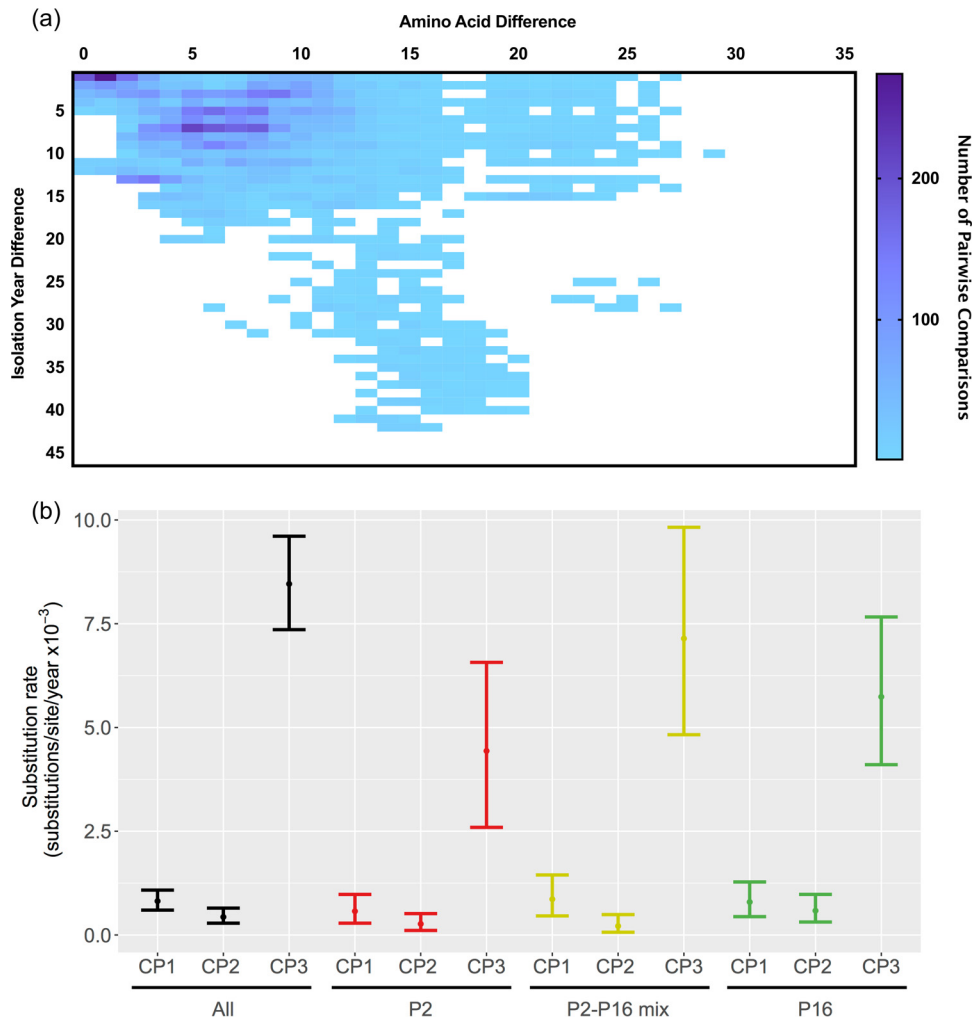 (a)
Amino Acid Difference
0 5 10 15 20 25 30 35
Isolation Year Difference
5
10
15
20
25
30
35
40
45
200
100
Number of Pairwise Comparisons
(b)
Substitution rate
(substitutions/site/year x10⁻³)
10.0
7.5
5.0
2.5
0.0
CP1 CP2 CP3 CP1 CP2 CP3 CP1 CP2 CP3 CP1 CP2 CP3
All P2 P2-P16 mix P16